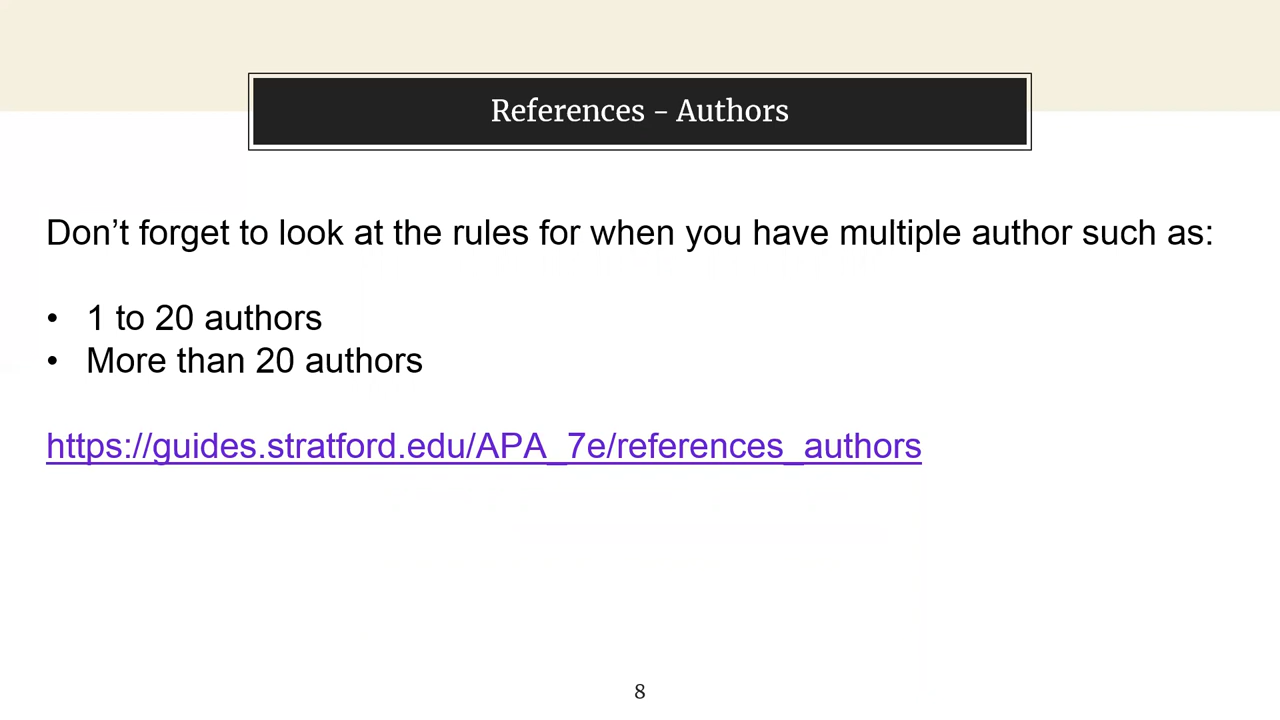 References - Authors
Don’t forget to look at the rules for when you have multiple author such as:
• 1 to 20 authors
• More than 20 authors
https://guides.stratford.edu/APA_7e/references_authors
8